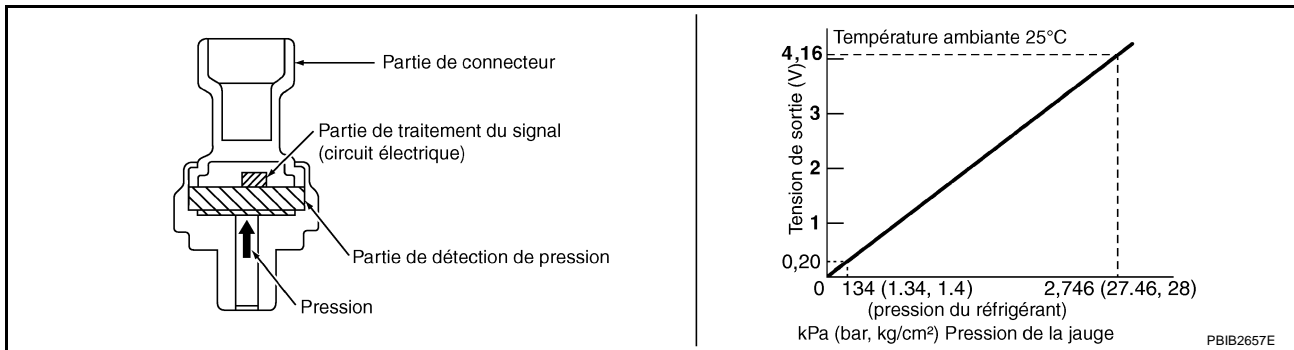 Partie de connecteur
Partie de traitement du signal
(circuit électrique)
Partie de détection de pression
Pression
Température ambiante 25°C
Tension de sortie (V)
4,16
3
2
1
0,20
0
134 (1.34, 1.4)
2,746 (27.46, 28)
(pression du réfrigérant)
kPa (bar, kg/cm²) Pression de la jauge
PBIB2657E